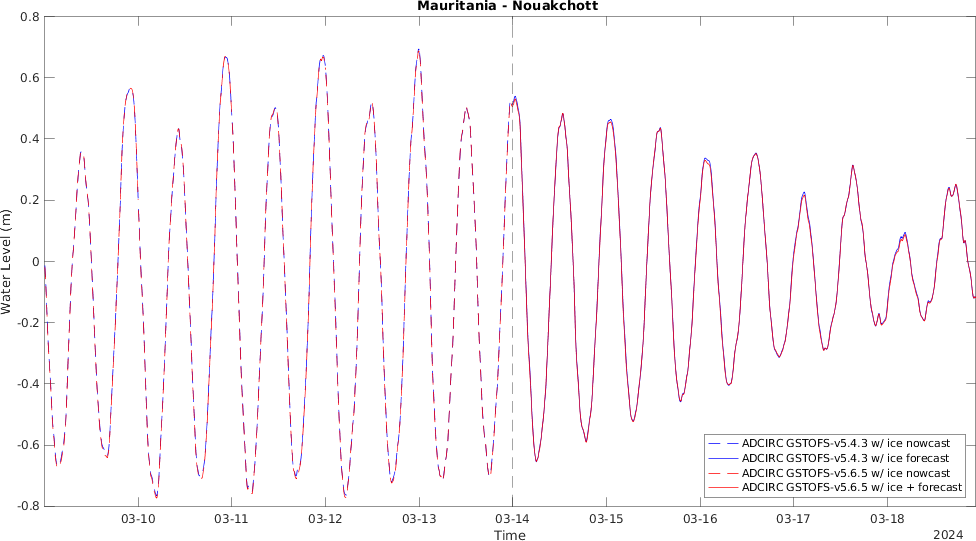 Mauritania - Nouakchott
0.8
0.6
0.4
0.2
0
-0.2
-0.4
-0.6
-0.8
Water Level (m)
03-10
03-11
03-12
03-13
03-14
03-15
03-16
03-17
03-18
Time
2024
ADCIRC GSTOFS-v5.4.3 w/ ice nowcast
ADCIRC GSTOFS-v5.4.3 w/ ice forecast
ADCIRC GSTOFS-v5.6.5 w/ ice nowcast
ADCIRC GSTOFS-v5.6.5 w/ ice + forecast